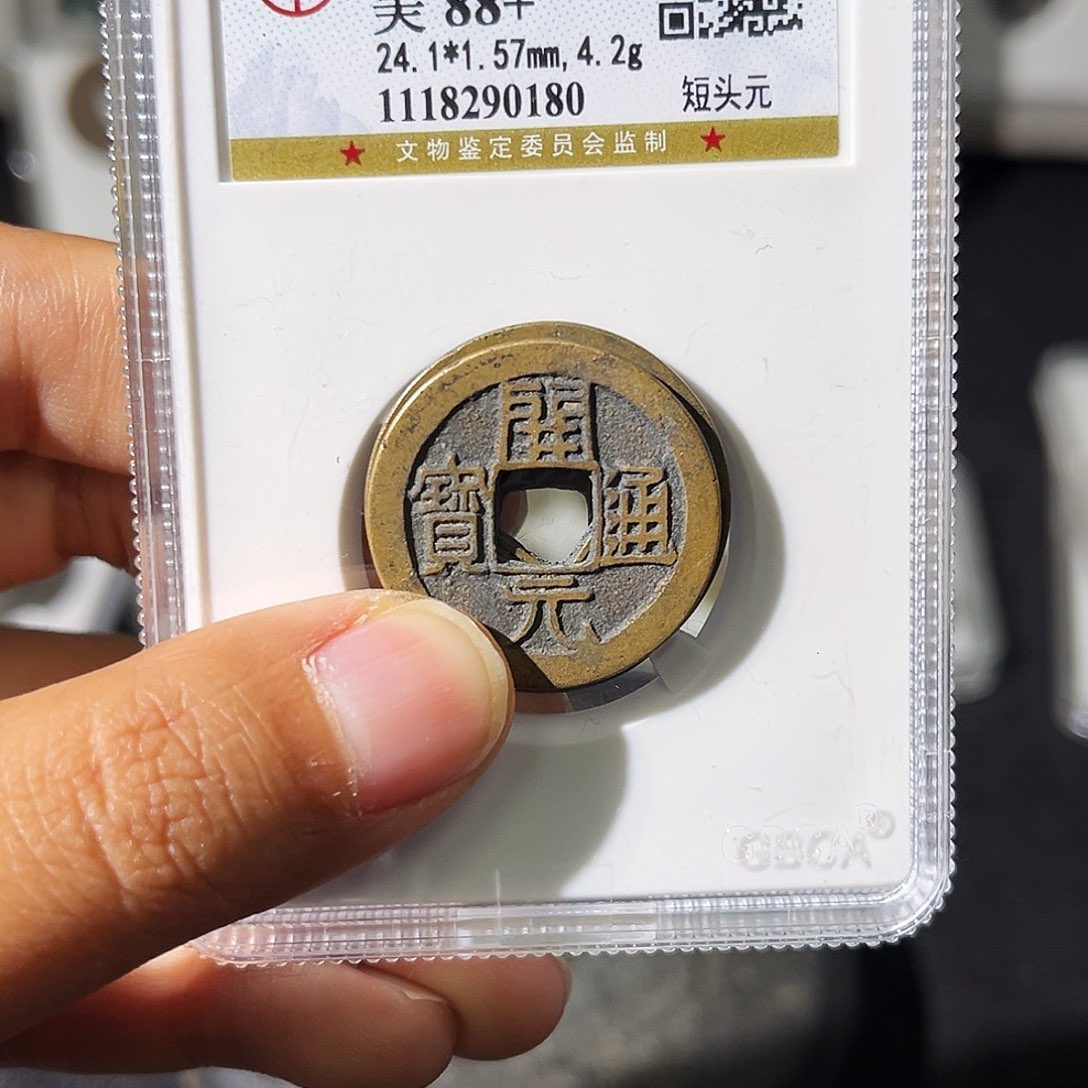 美 88+
24.1*1.57mm,4.2g
1118290180 短头元
文物鉴定委员会监制
開元通寶